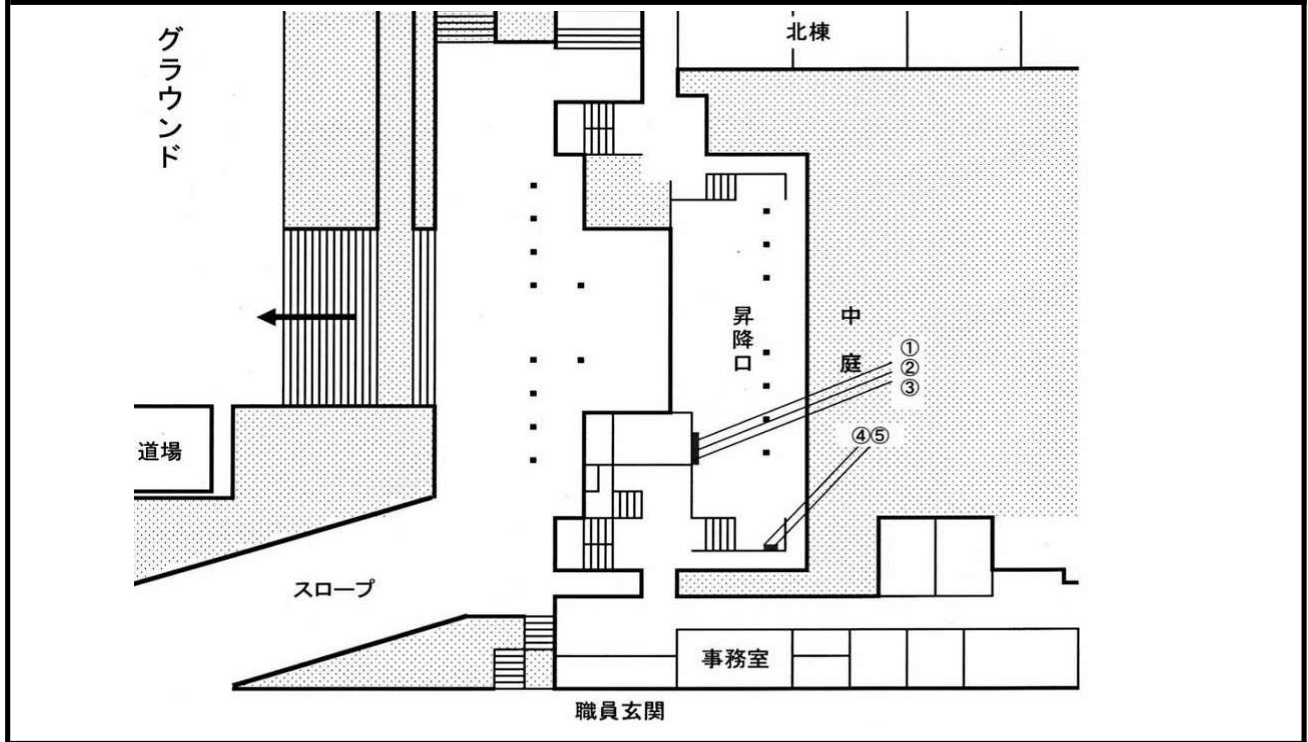 グラウンド
北棟
昇降口
中庭
①
②
③
④⑤
道場
スロープ
事務室
職員玄関